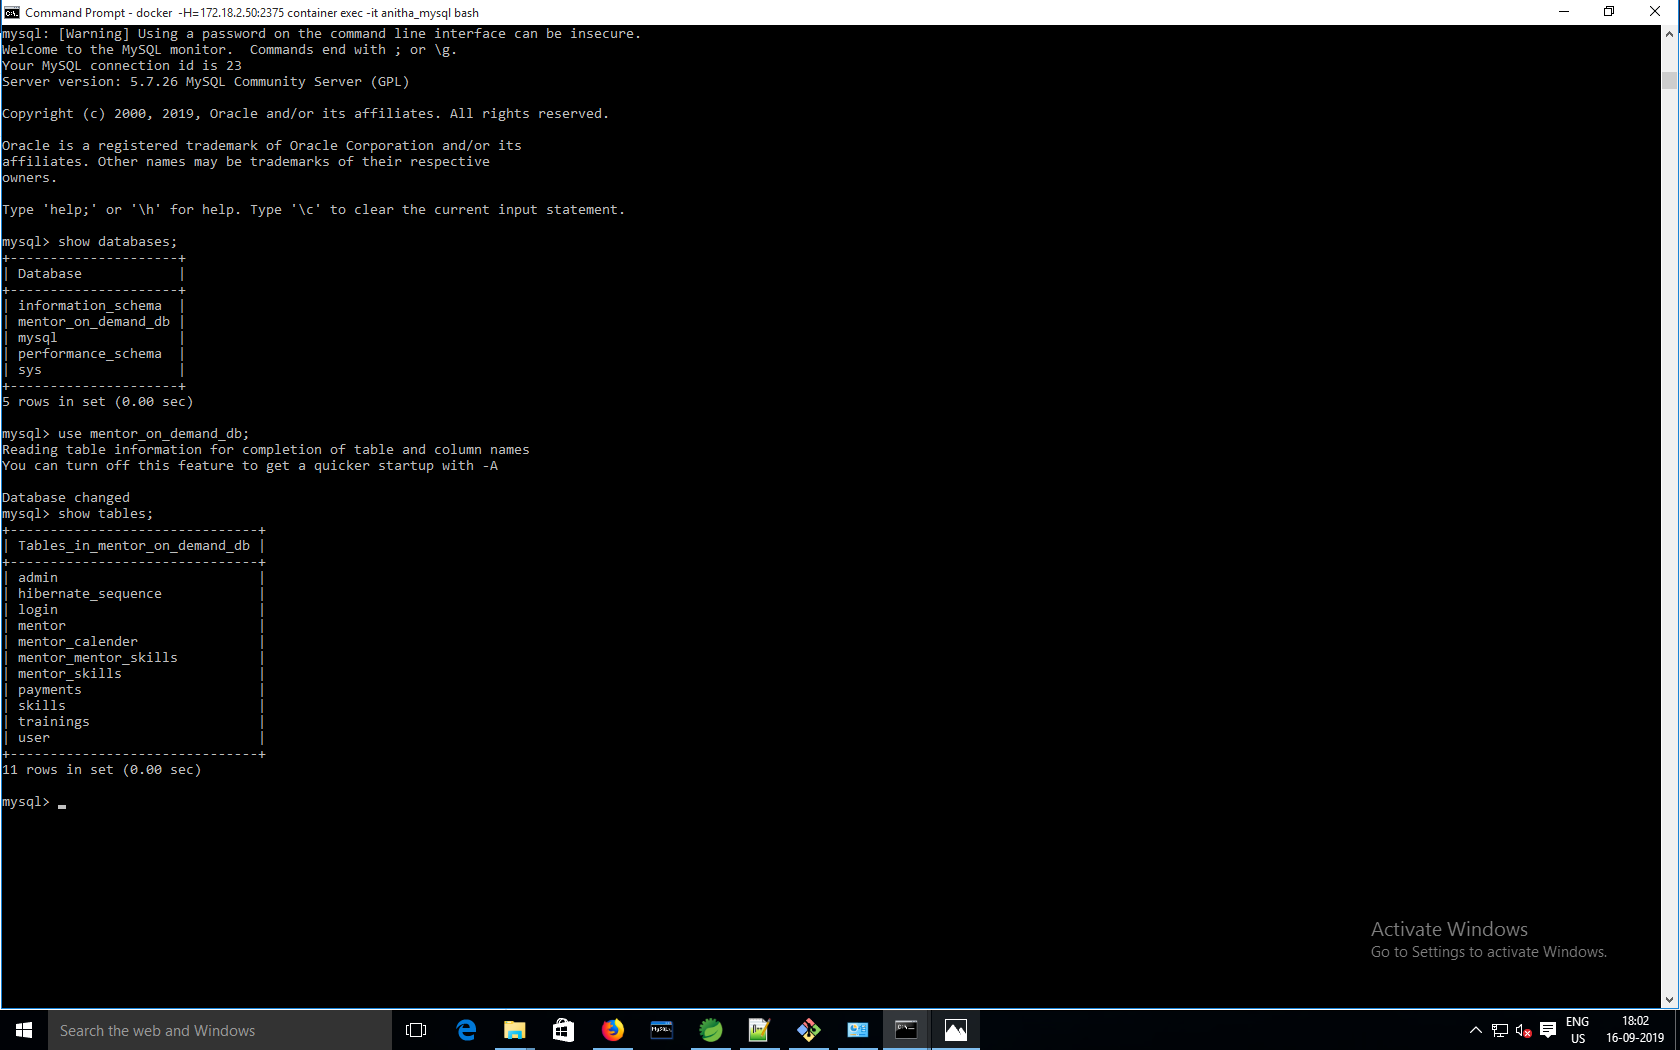 Command Prompt - docker  -H=172.18.2.50:2375 container exec -it anitha_mysql bash
mysql: [Warning] Using a password on the command line interface can be insecure.
Welcome to the MySQL monitor.  Commands end with ; or \g.
Your MySQL connection id is 23
Server version: 5.7.26 MySQL Community Server (GPL)

Copyright (c) 2000, 2019, Oracle and/or its affiliates. All rights reserved.

Oracle is a registered trademark of Oracle Corporation and/or its
affiliates. Other names may be trademarks of their respective
owners.

Type 'help;' or '\h' for help. Type '\c' to clear the current input statement.

mysql> show databases;
+---------------------+
| Database            |
+---------------------+
| information_schema  |
| mentor_on_demand_db |
| mysql               |
| performance_schema  |
| sys                 |
+---------------------+
5 rows in set (0.00 sec)

mysql> use mentor_on_demand_db;
Reading table information for completion of table and column names
You can turn off this feature to get a quicker startup with -A

Database changed
mysql> show tables;
+-------------------------------+
| Tables_in_mentor_on_demand_db |
+-------------------------------+
| admin                         |
| hibernate_sequence            |
| login                         |
| mentor                        |
| mentor_calender               |
| mentor_mentor_skills          |
| mentor_skills                 |
| payments                      |
| skills                        |
| trainings                     |
| user                          |
+-------------------------------+
11 rows in set (0.00 sec)

mysql> _
Activate Windows
Go to Settings to activate Windows.
Search the web and Windows
ENG
US
18:02
16-09-2019